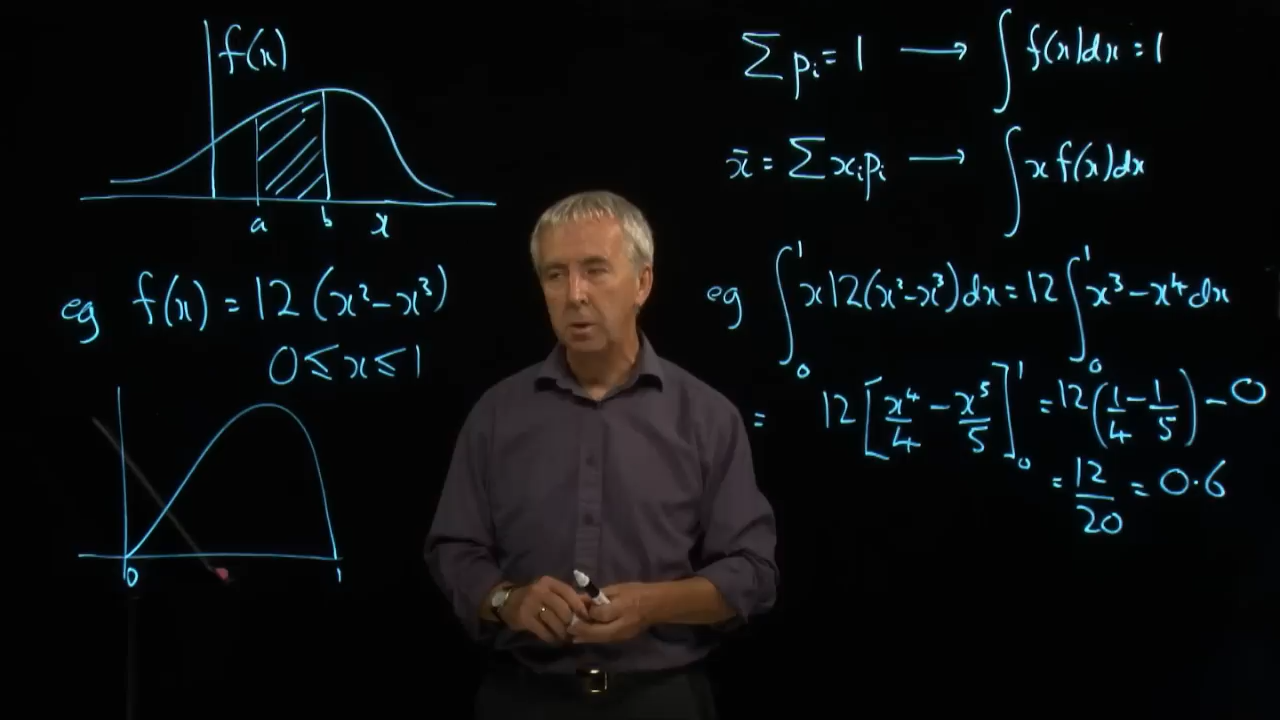 f(x)
a b x
eg f(x) = 12 (x² - x³)
0 ≤ x ≤ 1
0 1
∑ pᵢ = 1 → ∫ f(x)dx = 1
x̄ = ∑ xᵢpᵢ → ∫ x f(x)dx
eg ∫₀¹ x12(x²-x³)dx = 12 ∫₀¹ x³ - x⁴ dx
= 12 [x⁴/4 - x⁵/5]₀¹ = 12 (1/4 - 1/5) - 0
= 12/20 = 0.6